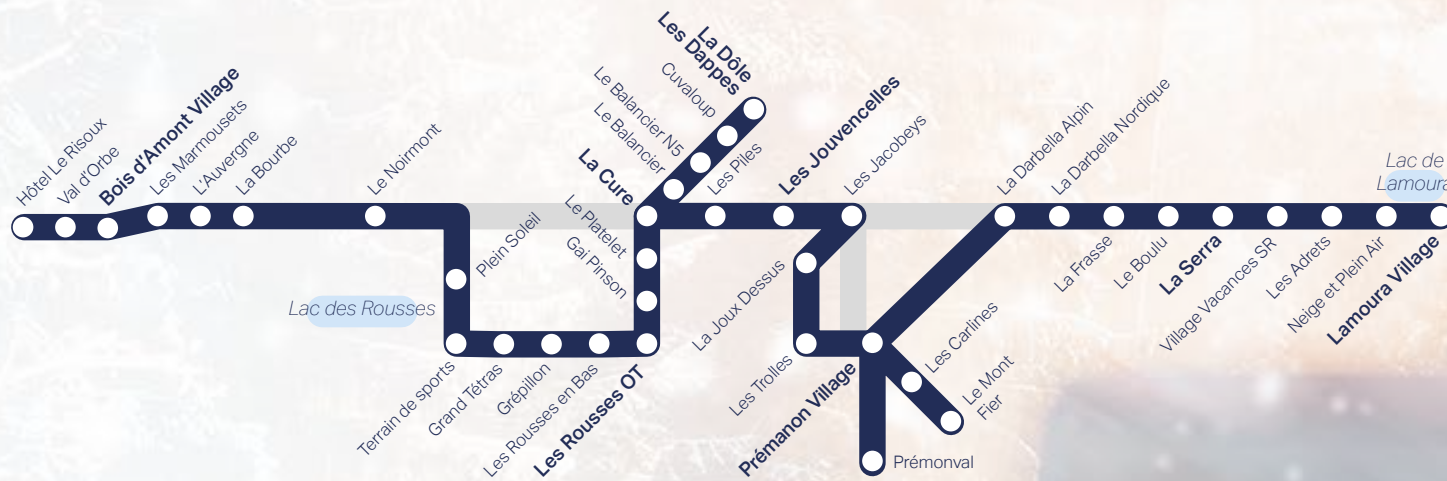 Hôtel Le Risoux
Val d'Orbe
Bois d'Amont Village
Les Marmousets
L'Auvergne
La Bourbe
Le Noirmont
Plein Soleil
Lac des Rousses
Terrain de sports
Grand Tétras
Grépillon
Les Rousses en Bas
Les Rousses OT
Gai Pinson
Le Platelet
La Cure
Le Balancier
Le Balancier N5
Cuvaloup
Les Dappes
La Dôle
Les Piles
Les Jouvencelles
Les Jacobeys
La Joux Dessus
Les Trolles
Prémanon Village
Les Carlines
Le Mont
Fier
Prémonval
La Darbella Alpin
La Darbella Nordique
La Frasse
Le Boulu
La Serra
Village Vacances SR
Les Adrets
Neige et Plein Air
Lamoura Village
Lac de
Lamoura